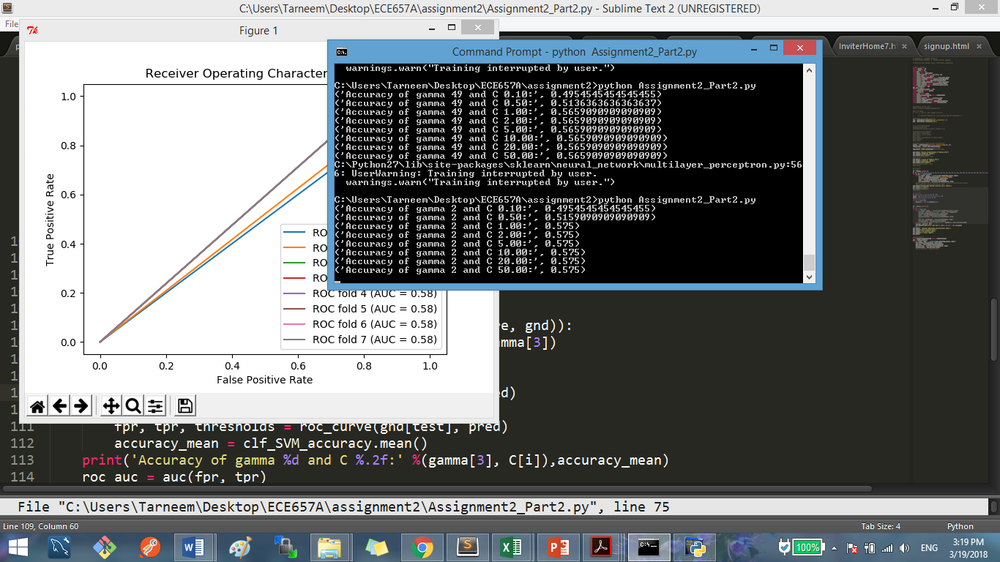 C:\Users\Tarneem\Desktop\ECE657A\assignment2\Assignment2_Part2.py - Sublime Text 2 (UNREGISTERED)
File
InviterHome7.h
signup.html
Figure 1
Receiver Operating Character
1.0
0.8
0.6
0.4
0.2
0.0
True Positive Rate
0.0 0.2 0.4 0.6 0.8 1.0
False Positive Rate
ROC fold 4 (AUC = 0.58)
ROC fold 5 (AUC = 0.58)
ROC fold 6 (AUC = 0.58)
ROC fold 7 (AUC = 0.58)
Command Prompt - python  Assignment2_Part2.py
warnings.warn("Training interrupted by user.")
C:\Users\Tarneem\Desktop\ECE657A\assignment2>python Assignment2_Part2.py
('Accuracy of gamma 49 and C 0.10:', 0.49545454545454555)
('Accuracy of gamma 49 and C 0.50:', 0.51363636363636637)
('Accuracy of gamma 49 and C 1.00:', 0.5659090909090909)
('Accuracy of gamma 49 and C 2.00:', 0.5659090909090909)
('Accuracy of gamma 49 and C 5.00:', 0.5659090909090909)
('Accuracy of gamma 49 and C 10.00:', 0.5659090909090909)
('Accuracy of gamma 49 and C 20.00:', 0.5659090909090909)
('Accuracy of gamma 49 and C 50.00:', 0.5659090909090909)
C:\Python27\lib\site-packages\sklearn\neural_network\multilayer_perceptron.py:56
6: UserWarning: Training interrupted by user.
warnings.warn("Training interrupted by user.")
C:\Users\Tarneem\Desktop\ECE657A\assignment2>python Assignment2_Part2.py
('Accuracy of gamma 2 and C 0.10:', 0.49545454545454555)
('Accuracy of gamma 2 and C 0.50:', 0.5159090909090909)
('Accuracy of gamma 2 and C 1.00:', 0.575)
('Accuracy of gamma 2 and C 2.00:', 0.575)
('Accuracy of gamma 2 and C 5.00:', 0.575)
('Accuracy of gamma 2 and C 10.00:', 0.575)
('Accuracy of gamma 2 and C 20.00:', 0.575)
('Accuracy of gamma 2 and C 50.00:', 0.575)
re, gnd)):
mma[3])
ed)
111 fpr, tpr, thresholds = roc_curve(gnd[test], pred)
112 accuracy_mean = clf_SVM_accuracy.mean()
113 print('Accuracy of gamma %d and C %.2f:' %(gamma[3], C[i]),accuracy_mean)
114 roc auc = auc(fpr, tpr)
File "C:\Users\Tarneem\Desktop\ECE657A\assignment2\Assignment2_Part2.py", line 75
Line 109, Column 60
Tab Size: 4
Python
100%
ENG
3:19 PM
3/19/2018